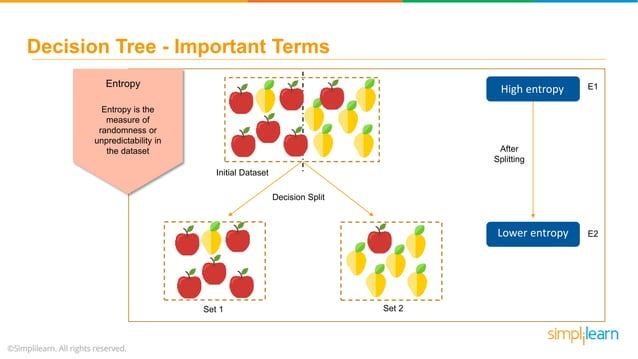 Decision Tree - Important Terms
Entropy
Entropy is the
measure of
randomness or
unpredictability in
the dataset
Initial Dataset
Decision Split
Set 1
Set 2
High entropy
E1
After
Splitting
Lower entropy
E2
©Simplilearn. All rights reserved.
simplilearn